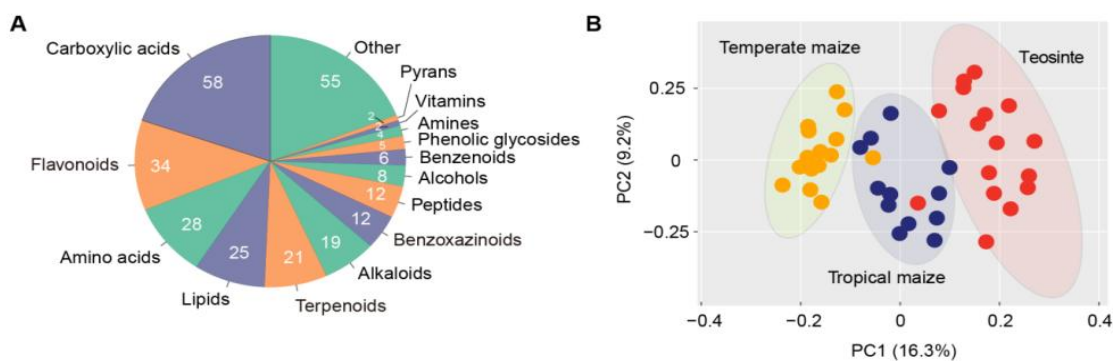 A
Carboxylic acids
58
Other
55
Pyrans
2
Vitamins
2
Amines
4
Phenolic glycosides
5
Benzenoids
6
Alcohols
8
Peptides
12
Benzoxazinoids
12
Alkaloids
19
Terpenoids
21
Lipids
25
Amino acids
28
Flavonoids
34
B
Temperate maize
Teosinte
Tropical maize
PC2 (9.2%)
0.25
0
−0.25
−0.4
−0.2
0
0.2
0.4
PC1 (16.3%)